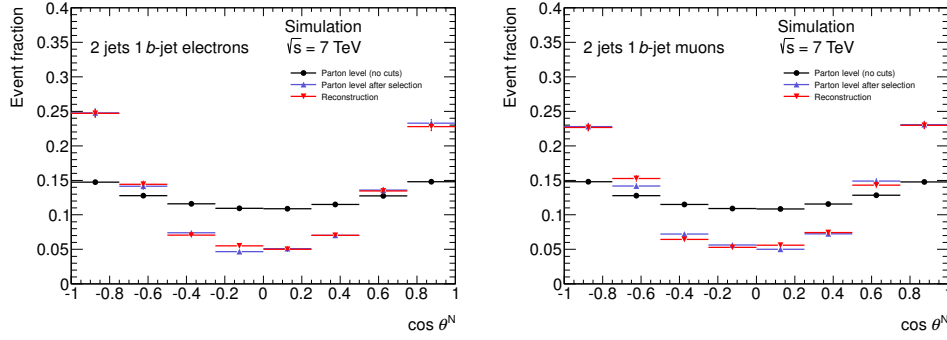 Event fraction
0.4
0.35
0.3
0.25
0.2
0.15
0.1
0.05
0
2 jets 1 b-jet electrons
Simulation
√s = 7 TeV
Parton level (no cuts)
Parton level after selection
Reconstruction
-1 -0.8 -0.6 -0.4 -0.2 0 0.2 0.4 0.6 0.8 1
cos θᴺ
Event fraction
0.4
0.35
0.3
0.25
0.2
0.15
0.1
0.05
0
2 jets 1 b-jet muons
Simulation
√s = 7 TeV
Parton level (no cuts)
Parton level after selection
Reconstruction
-1 -0.8 -0.6 -0.4 -0.2 0 0.2 0.4 0.6 0.8 1
cos θᴺ